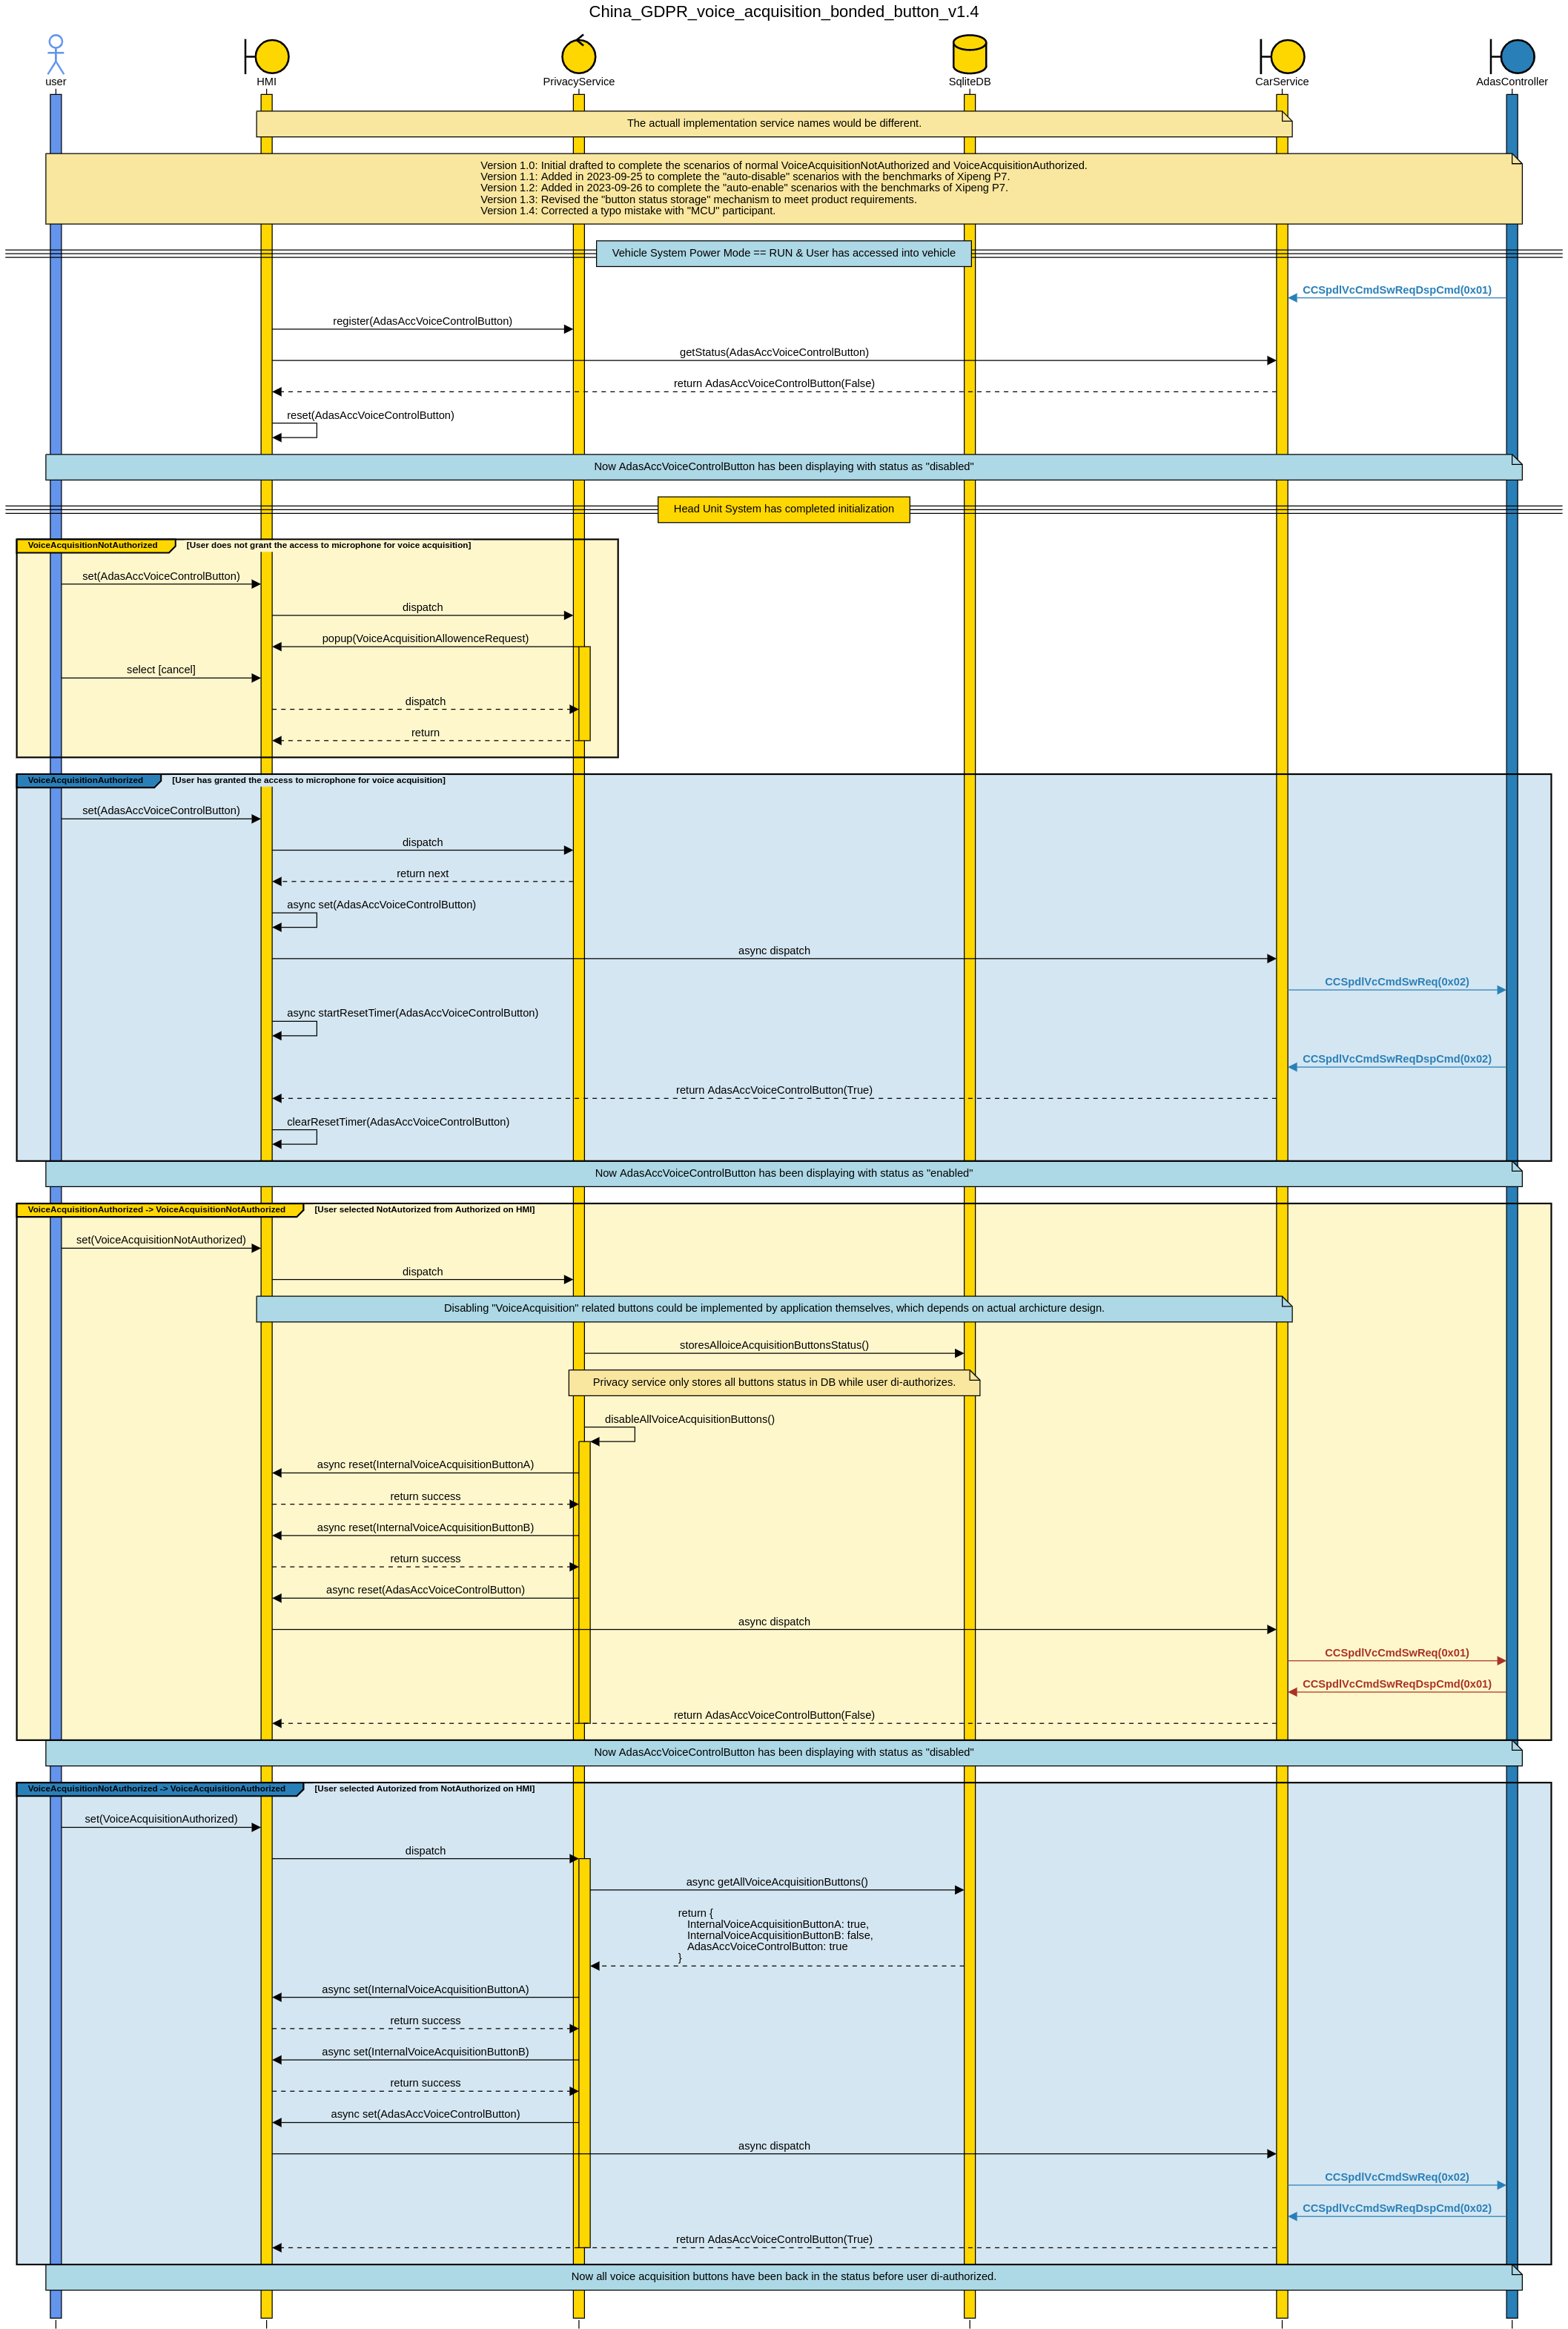 China_GDPR_voice_acquisition_bonded_button_v1.4
user
HMI
PrivacyService
SqliteDB
CarService
AdasController
The actuall implementation service names would be different.
Version 1.0: Initial drafted to complete the scenarios of normal VoiceAcquisitionNotAuthorized and VoiceAcquisitionAuthorized.
Version 1.1: Added in 2023-09-25 to complete the "auto-disable" scenarios with the benchmarks of Xipeng P7.
Version 1.2: Added in 2023-09-26 to complete the "auto-enable" scenarios with the benchmarks of Xipeng P7.
Version 1.3: Revised the "button status storage" mechanism to meet product requirements.
Version 1.4: Corrected a typo mistake with "MCU" participant.
Vehicle System Power Mode == RUN & User has accessed into vehicle
CCSpdlVcCmdSwReqDspCmd(0x01)
register(AdasAccVoiceControlButton)
getStatus(AdasAccVoiceControlButton)
return AdasAccVoiceControlButton(False)
reset(AdasAccVoiceControlButton)
Now AdasAccVoiceControlButton has been displaying with status as "disabled"
Head Unit System has completed initialization
VoiceAcquisitionNotAuthorized [User does not grant the access to microphone for voice acquisition]
set(AdasAccVoiceControlButton)
dispatch
popup(VoiceAcquisitionAllowenceRequest)
select [cancel]
dispatch
return
VoiceAcquisitionAuthorized [User has granted the access to microphone for voice acquisition]
set(AdasAccVoiceControlButton)
dispatch
return next
async set(AdasAccVoiceControlButton)
async dispatch
CCSpdlVcCmdSwReq(0x02)
async startResetTimer(AdasAccVoiceControlButton)
CCSpdlVcCmdSwReqDspCmd(0x02)
return AdasAccVoiceControlButton(True)
clearResetTimer(AdasAccVoiceControlButton)
Now AdasAccVoiceControlButton has been displaying with status as "enabled"
VoiceAcquisitionAuthorized -> VoiceAcquisitionNotAuthorized [User selected NotAutorized from Authorized on HMI]
set(VoiceAcquisitionNotAuthorized)
dispatch
Disabling "VoiceAcquisition" related buttons could be implemented by application themselves, which depends on actual archicture design.
storesAlloiceAcquisitionButtonsStatus()
Privacy service only stores all buttons status in DB while user di-authorizes.
disableAllVoiceAcquisitionButtons()
async reset(InternalVoiceAcquisitionButtonA)
return success
async reset(InternalVoiceAcquisitionButtonB)
return success
async reset(AdasAccVoiceControlButton)
async dispatch
CCSpdlVcCmdSwReq(0x01)
CCSpdlVcCmdSwReqDspCmd(0x01)
return AdasAccVoiceControlButton(False)
Now AdasAccVoiceControlButton has been displaying with status as "disabled"
VoiceAcquisitionNotAuthorized -> VoiceAcquisitionAuthorized [User selected Autorized from NotAuthorized on HMI]
set(VoiceAcquisitionAuthorized)
dispatch
async getAllVoiceAcquisitionButtons()
return {
InternalVoiceAcquisitionButtonA: true,
InternalVoiceAcquisitionButtonB: false,
AdasAccVoiceControlButton: true
}
async set(InternalVoiceAcquisitionButtonA)
return success
async set(InternalVoiceAcquisitionButtonB)
return success
async set(AdasAccVoiceControlButton)
async dispatch
CCSpdlVcCmdSwReq(0x02)
CCSpdlVcCmdSwReqDspCmd(0x02)
return AdasAccVoiceControlButton(True)
Now all voice acquisition buttons have been back in the status before user di-authorized.